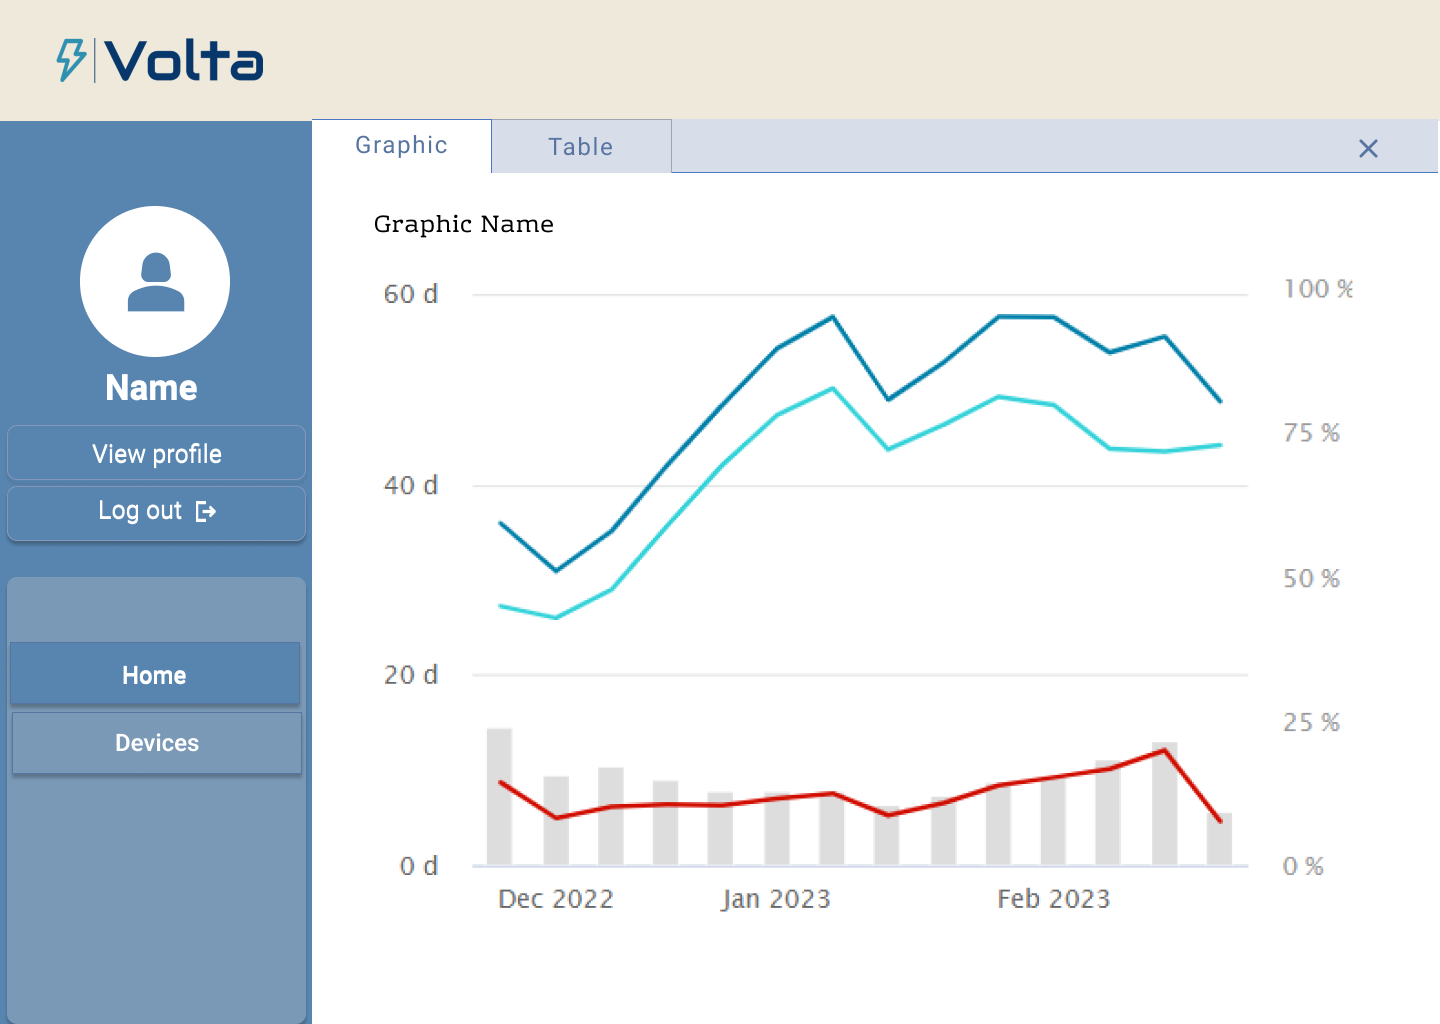 Volta
Graphic
Table
Name
View profile
Log out
Home
Devices
Graphic Name
60 d
40 d
20 d
0 d
100 %
75 %
50 %
25 %
0 %
Dec 2022
Jan 2023
Feb 2023